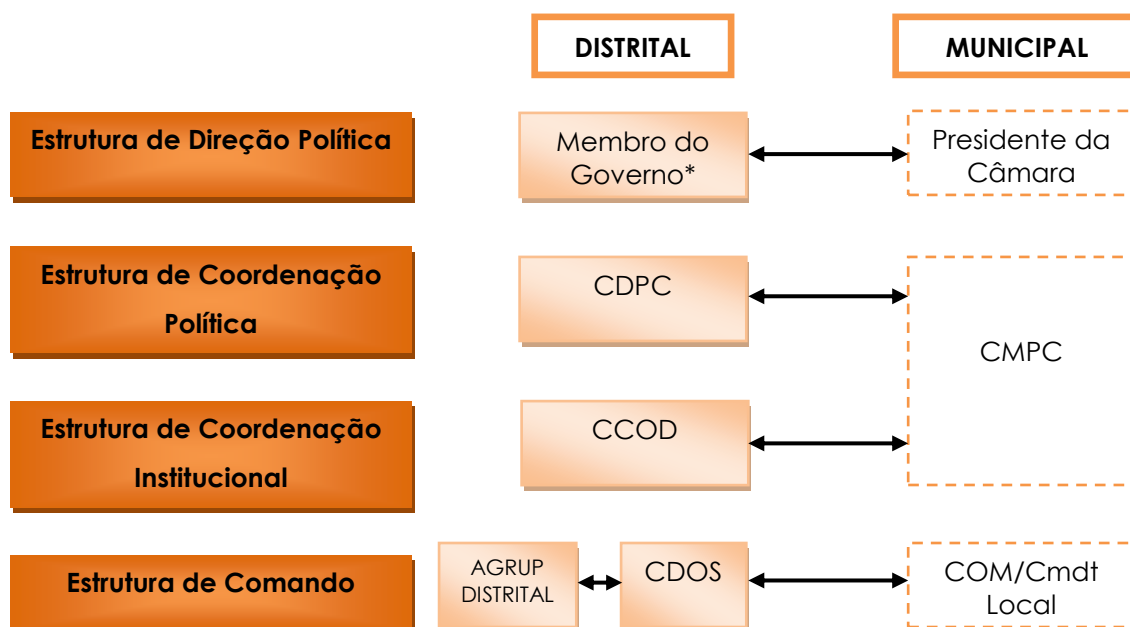 DISTRITAL
MUNICIPAL
Estrutura de Direção Política
Membro do
Governo*
Presidente da
Câmara
Estrutura de Coordenação
Política
CDPC
CMPC
Estrutura de Coordenação
Institucional
CCOD
Estrutura de Comando
AGRUP
DISTRITAL
CDOS
COM/Cmdt
Local